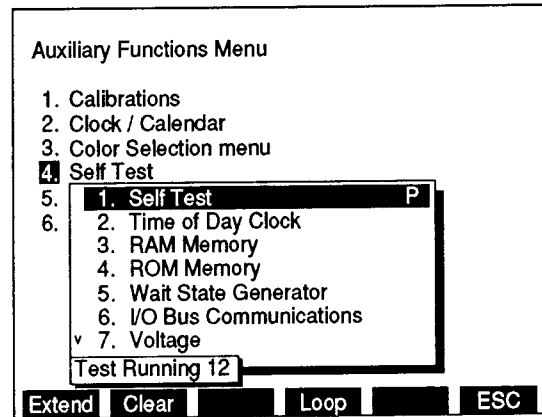 Auxiliary Functions Menu
1. Calibrations
2. Clock / Calendar
3. Color Selection menu
4. Self Test
5.
6.
1. Self Test P
2. Time of Day Clock
3. RAM Memory
4. ROM Memory
5. Wait State Generator
6. I/O Bus Communications
v 7. Voltage
Test Running 12
Extend Clear Loop ESC